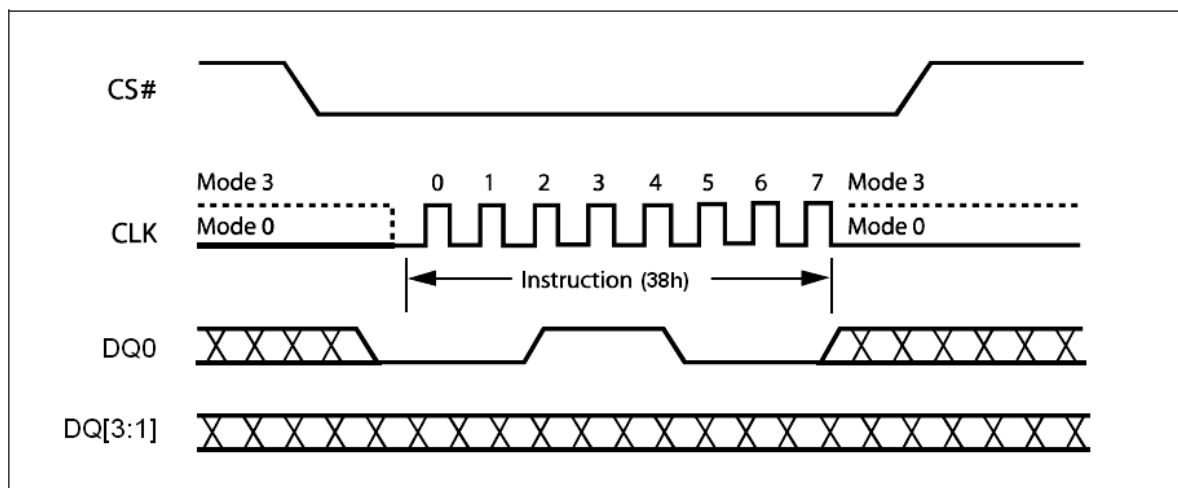 CS#
Mode 3
0 1 2 3 4 5 6 7
Mode 3
CLK
Mode 0
Mode 0
Instruction (38h)
DQ0
DQ[3:1]